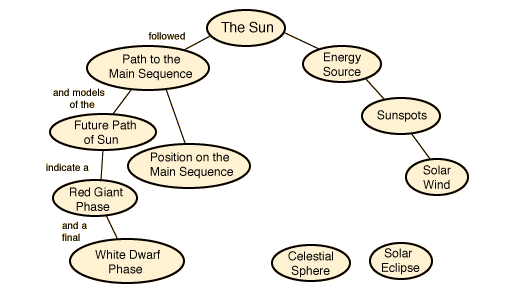 The Sun
followed
Path to the
Main Sequence
Energy
Source
and models
of the
Sunspots
Future Path
of Sun
Position on the
Main Sequence
indicate a
Solar
Wind
Red Giant
Phase
and a
final
White Dwarf
Phase
Celestial
Sphere
Solar
Eclipse